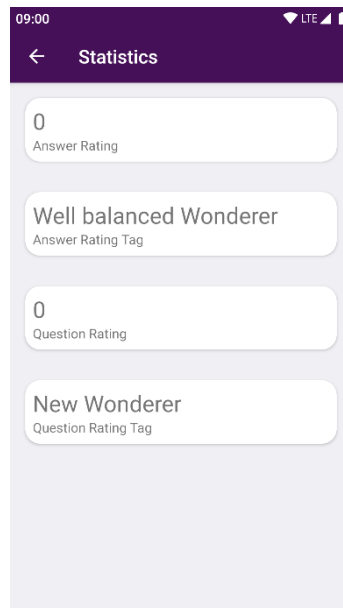 09:00
LTE
Statistics
0
Answer Rating
Well balanced Wonderer
Answer Rating Tag
0
Question Rating
New Wonderer
Question Rating Tag